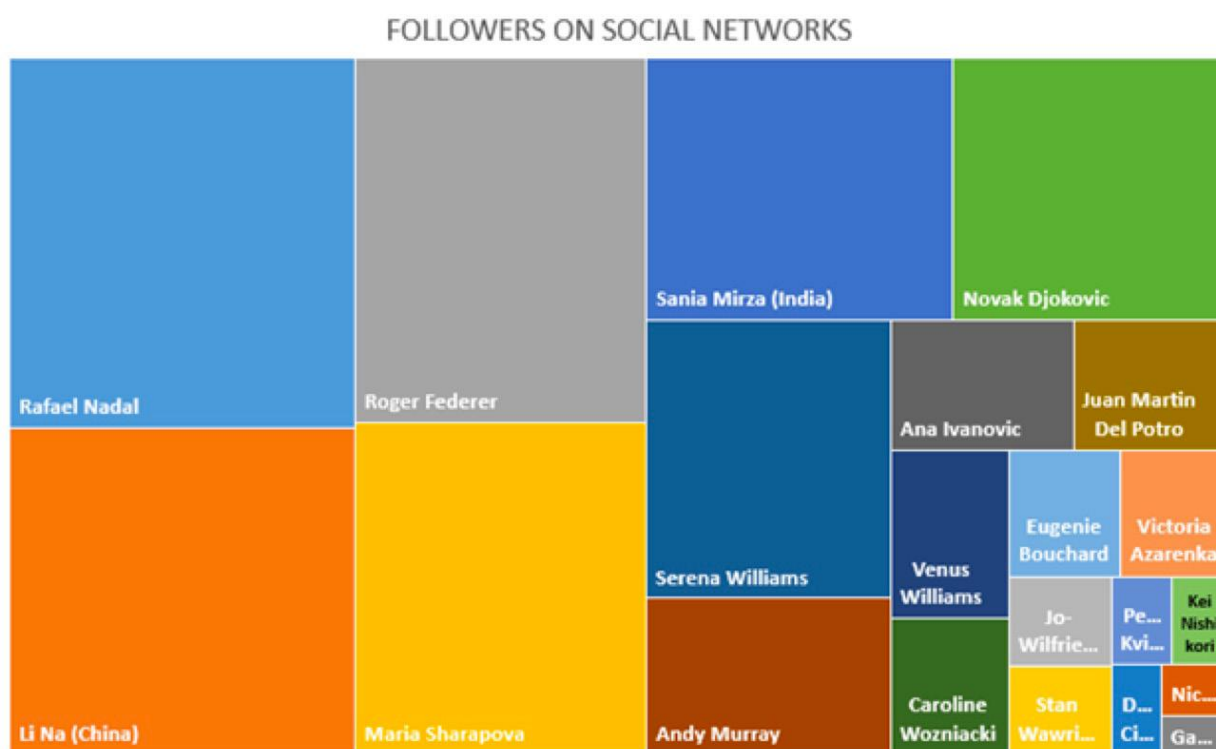 FOLLOWERS ON SOCIAL NETWORKS
Rafael Nadal
Roger Federer
Sania Mirza (India)
Novak Djokovic
Li Na (China)
Maria Sharapova
Serena Williams
Andy Murray
Ana Ivanovic
Juan Martin
Del Potro
Venus
Williams
Eugenie
Bouchard
Victoria
Azarenka
Caroline
Wozniacki
Jo-
Wilfrie...
Pe...
Kvi...
Kei
Nishi
kori
Stan
Wawri...
D...
Ci...
Nic...
Ga...